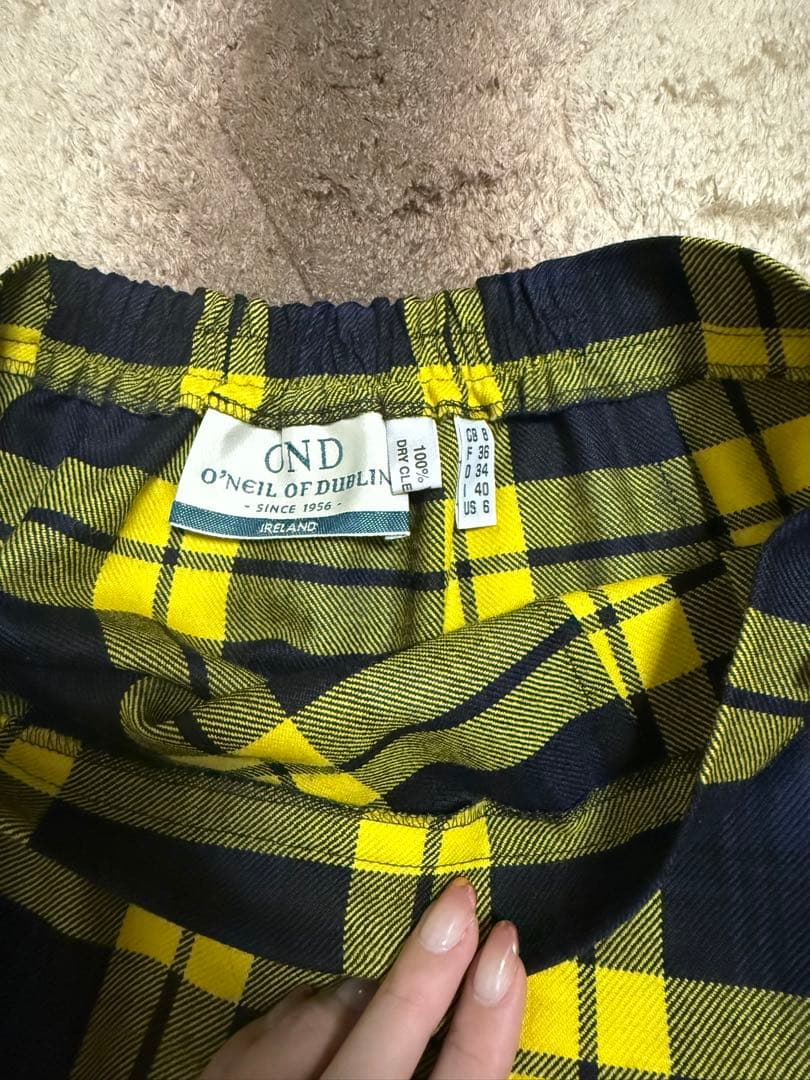 OND
O'NEIL OF DUBLIN
- SINCE 1956 -
IRELAND
100%
DRY CLE
GB 8
F 36
D 34
I 40
US 6